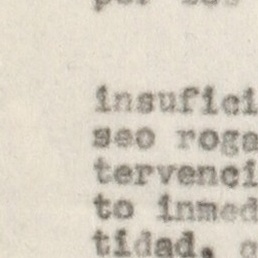 insufici
seo roga
tervenci
to inmed
tidad,